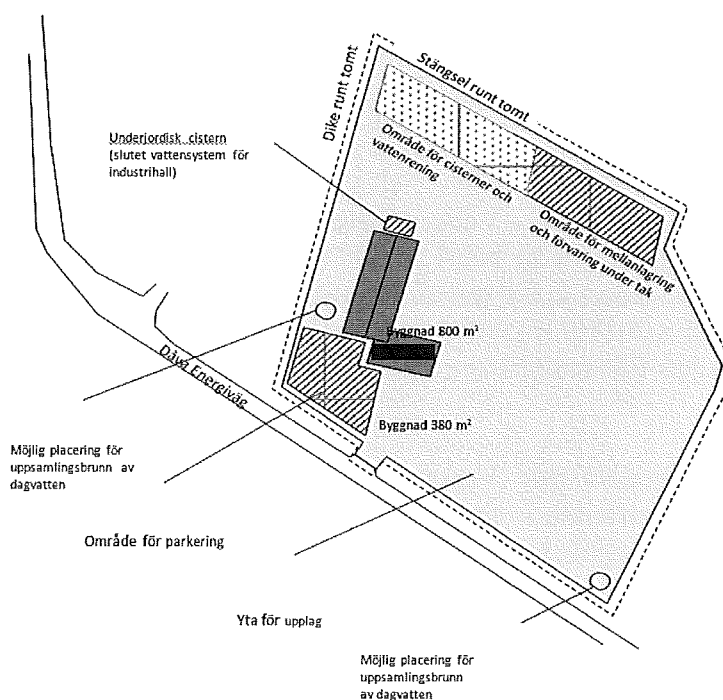 Stängsel runt tomt
Dike runt tomt
Underjordisk cistern
(slutet vattensystem för
industrihall)
Område för cisterner och
vattenrening
Område för mellanlagring
och förvaring under tak
Byggnad 800 m²
Dåva Energiväg
Byggnad 380 m²
Möjlig placering för
uppsamlingsbrunn av
dagvatten
Område för parkering
Yta för upplag
Möjlig placering för
uppsamlingsbrunn
av dagvatten